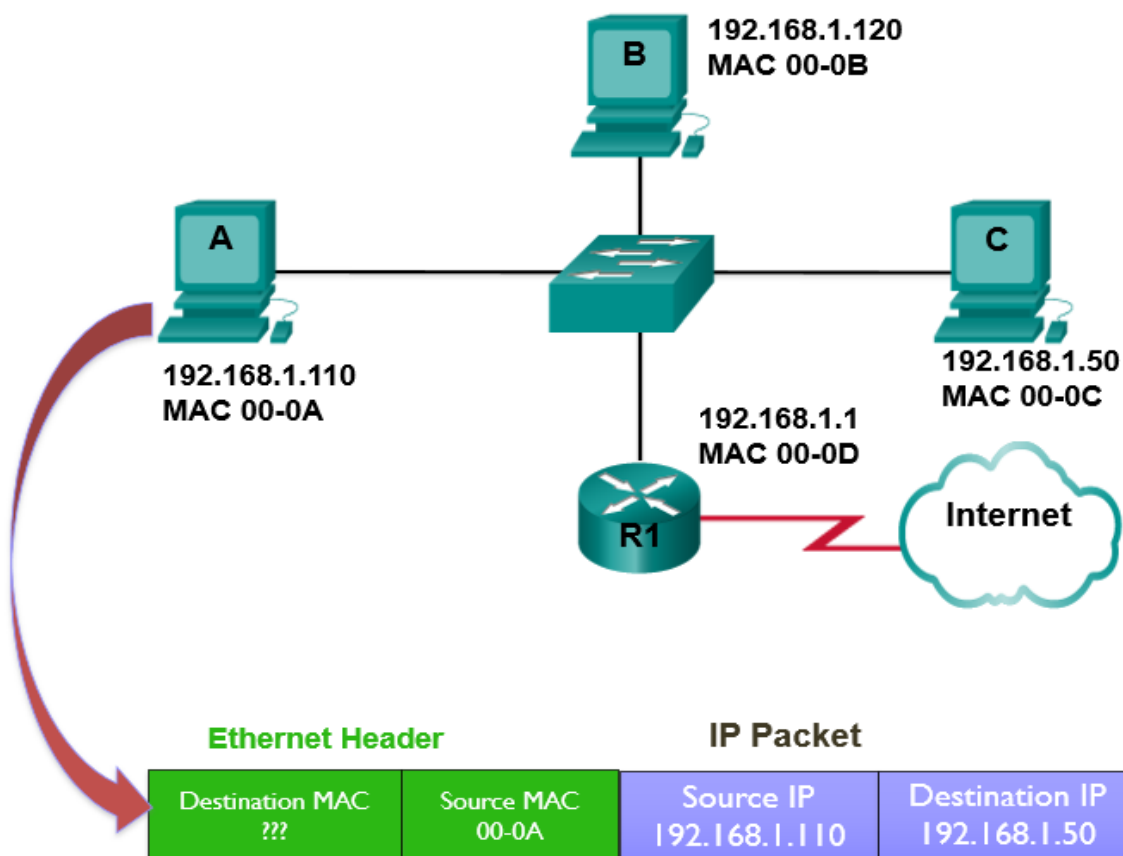 B
192.168.1.120
MAC 00-0B
A
C
192.168.1.110
MAC 00-0A
192.168.1.50
MAC 00-0C
192.168.1.1
MAC 00-0D
R1
Internet
Ethernet Header
IP Packet
Destination MAC
???
Source MAC
00-0A
Source IP
192.168.1.110
Destination IP
192.168.1.50